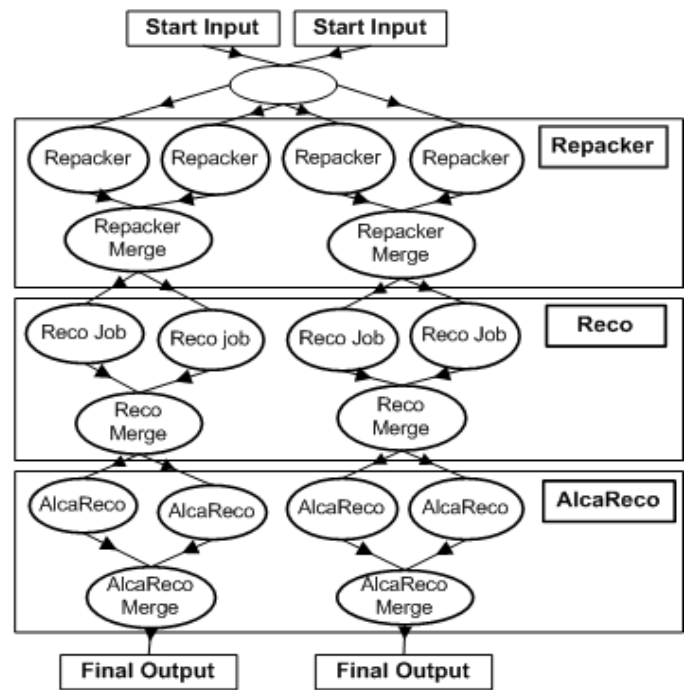 Start Input
Start Input
Repacker
Repacker
Repacker
Repacker
Repacker
Repacker
Merge
Repacker
Merge
Reco Job
Reco job
Reco Job
Reco Job
Reco
Reco
Merge
Reco
Merge
AlcaReco
AlcaReco
AlcaReco
AlcaReco
AlcaReco
AlcaReco
Merge
AlcaReco
Merge
Final Output
Final Output